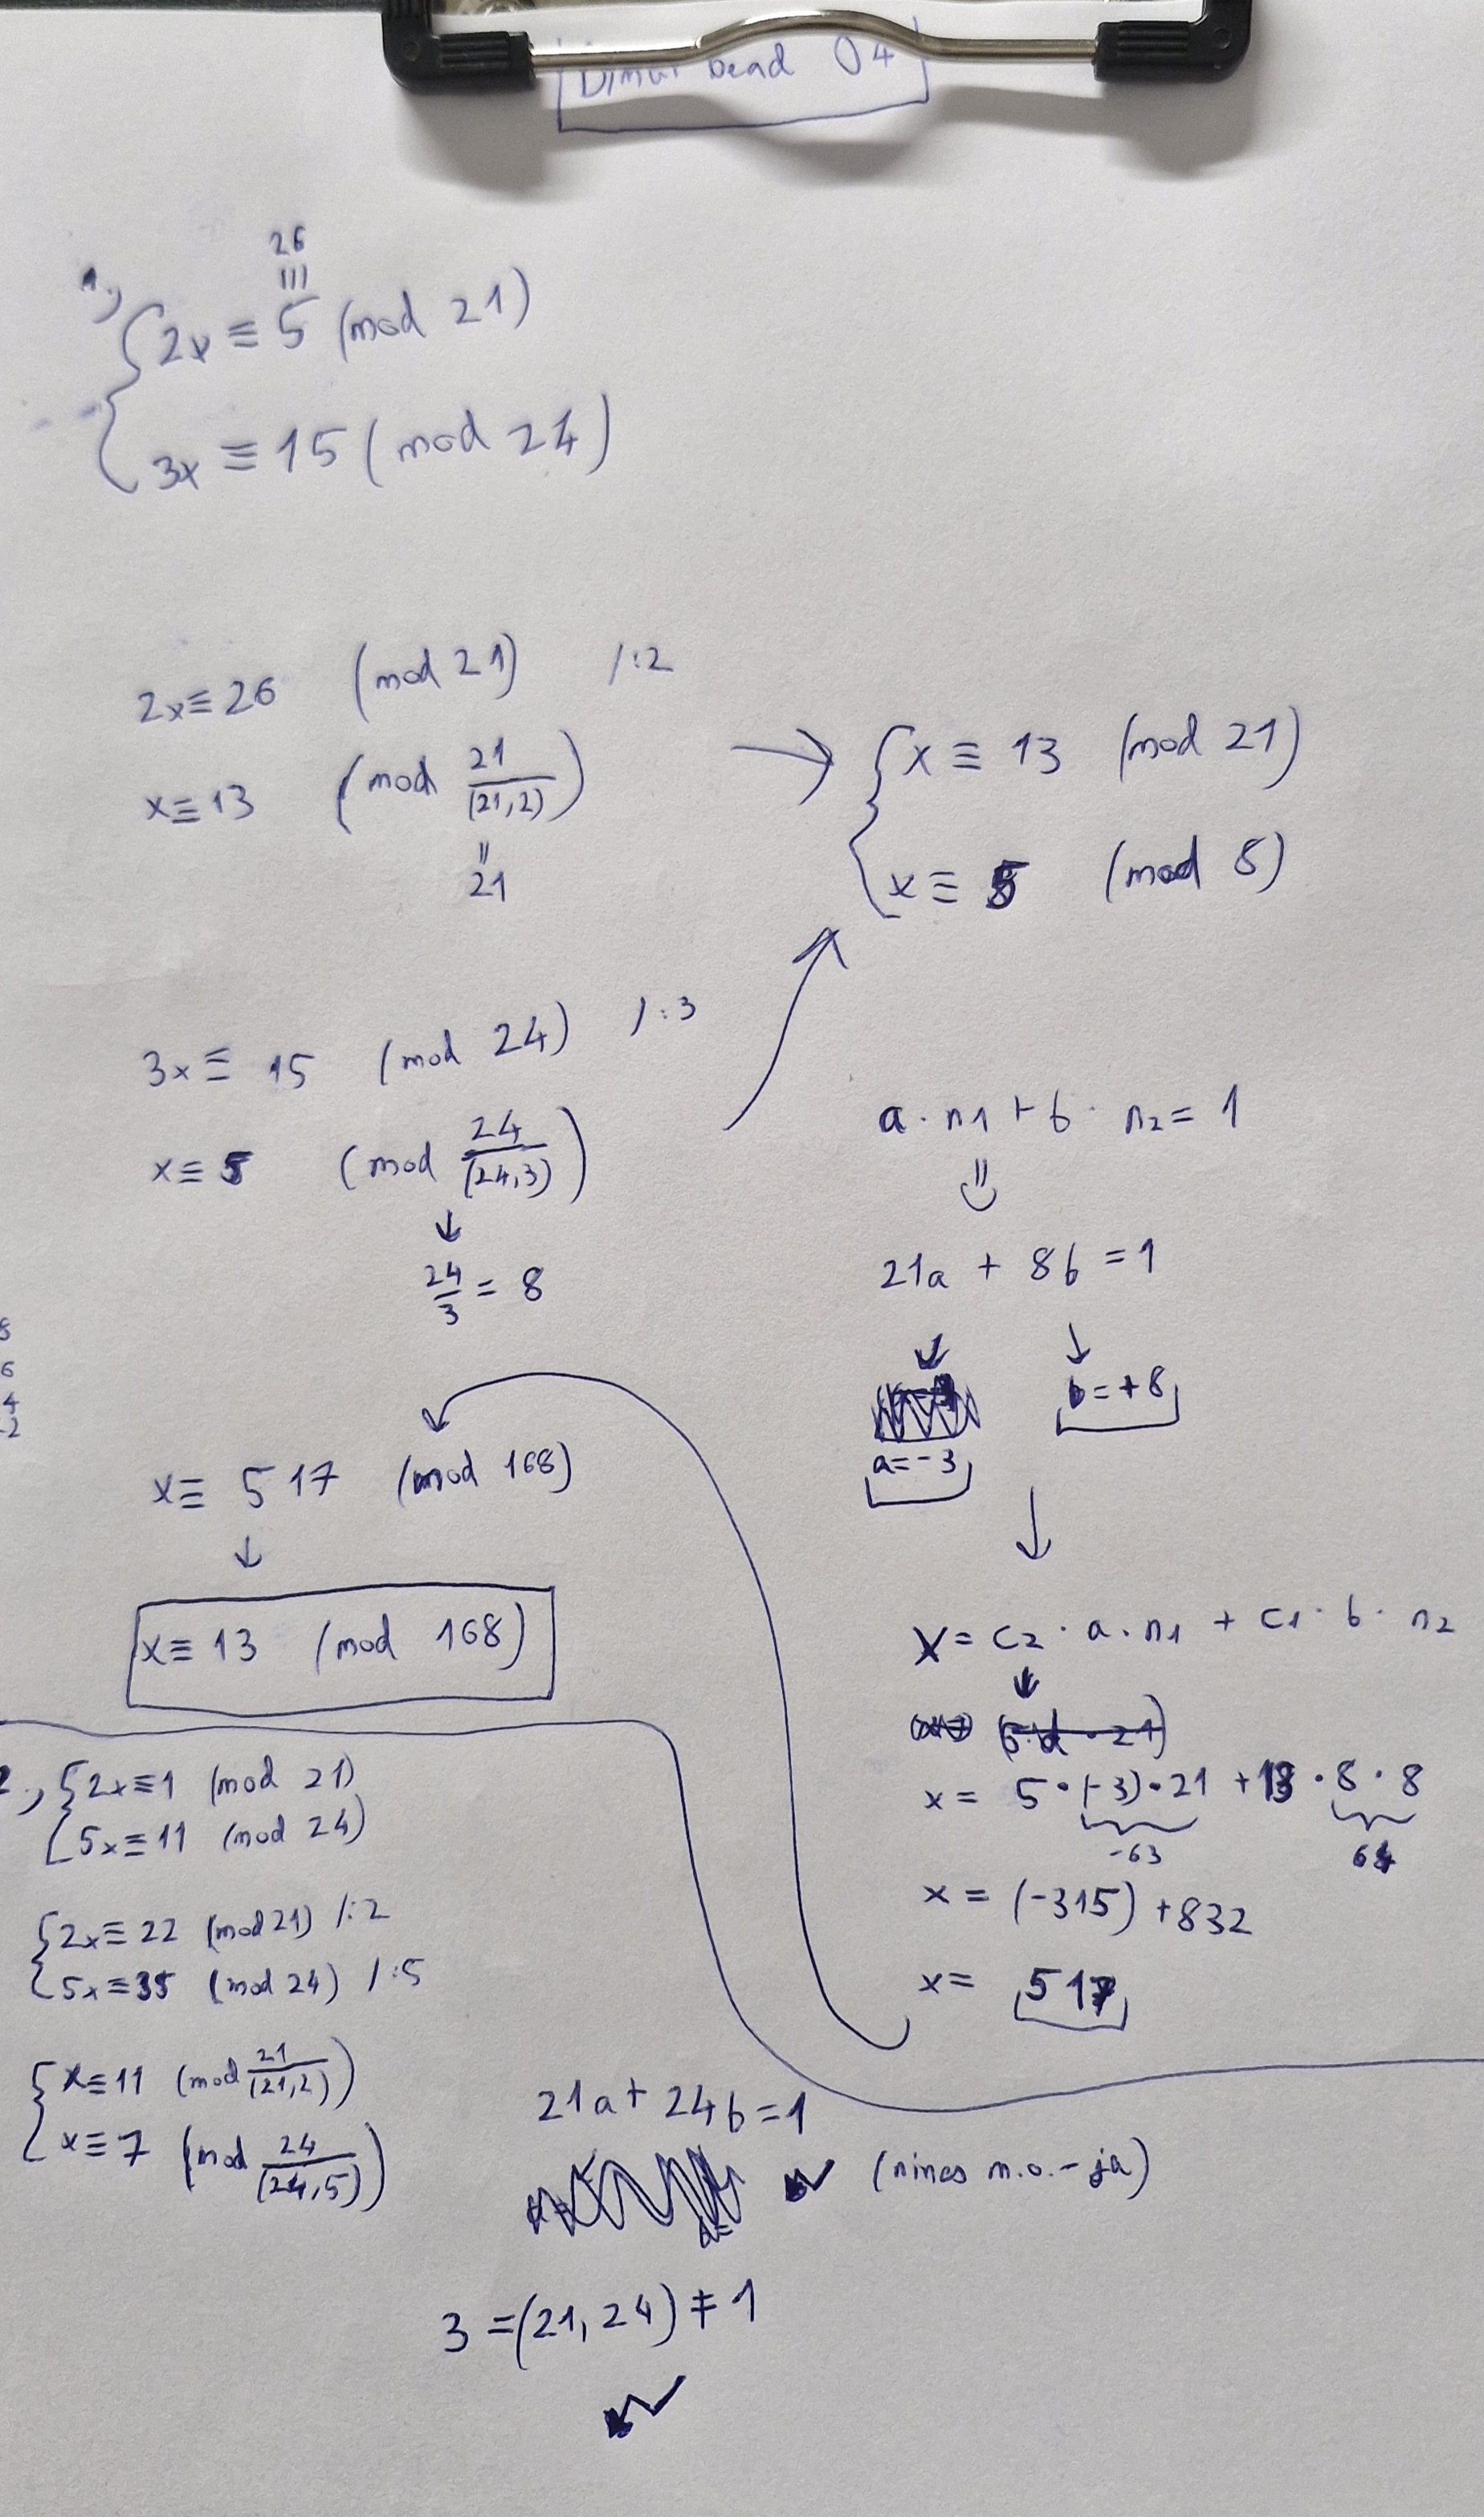 Dimat bead 04
1,)
26
|||
2x ≡ 5 (mod 21)
3x ≡ 15 (mod 24)
2x ≡ 26 (mod 21) /:2
x ≡ 13 (mod 21/(21,2))
||
21
3x ≡ 15 (mod 24) /:3
x ≡ 5 (mod 24/(24,3))
↓
24/3 = 8
→ { x ≡ 13 (mod 21)
x ≡ 5 (mod 8)
a · n1 + b · n2 = 1
⇓
21a + 8b = 1
↓ ↓
b = +8
a = -3
↓
x = c2 · a · n1 + c1 · b · n2
↓
x = 5 · (-3) · 21 + 13 · 8 · 8
-63 64
x = (-315) + 832
x = 517
x ≡ 517 (mod 168)
↓
x ≡ 13 (mod 168)
8
6
4
-2
2.,
{ 2x ≡ 1 (mod 21)
5x ≡ 11 (mod 24)
{ 2x ≡ 22 (mod 21) /:2
5x ≡ 35 (mod 24) /:5
{ x ≡ 11 (mod 21/(21,2))
x ≡ 7 (mod 24/(24,5))
21a + 24b = 1
(nincs m.o.-ja)
3 = (21, 24) ≠ 1